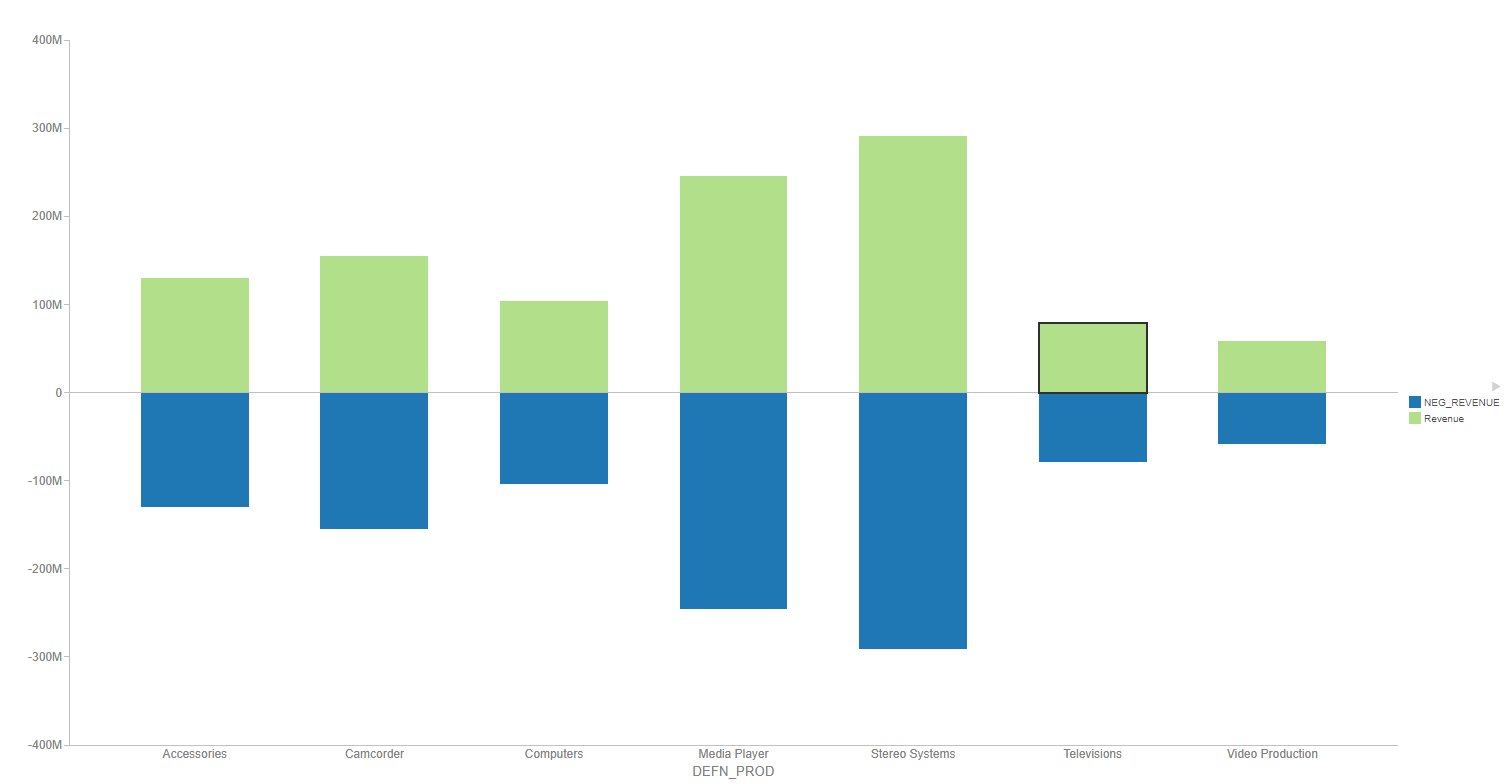 400M
300M
200M
100M
0
-100M
-200M
-300M
-400M
Accessories Camcorder Computers Media Player Stereo Systems Televisions Video Production
DEFN_PROD
NEG_REVENUE
Revenue